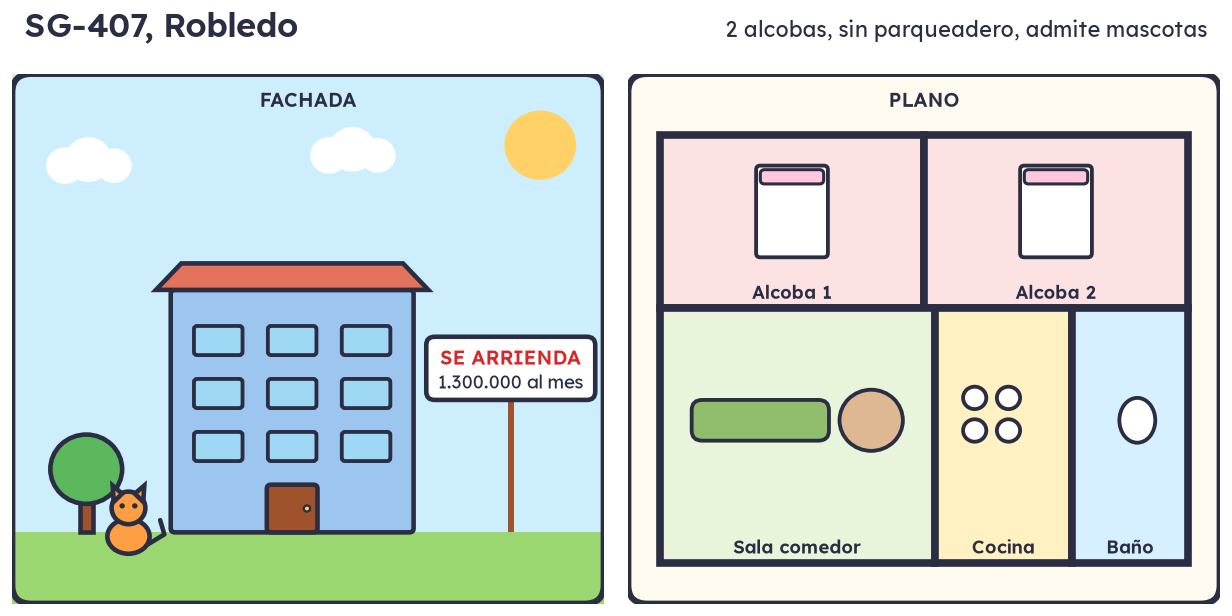 SG-407, Robledo
2 alcobas, sin parqueadero, admite mascotas
FACHADA
SE ARRIENDA
1.300.000 al mes
PLANO
Alcoba 1
Alcoba 2
Sala comedor
Cocina
Baño